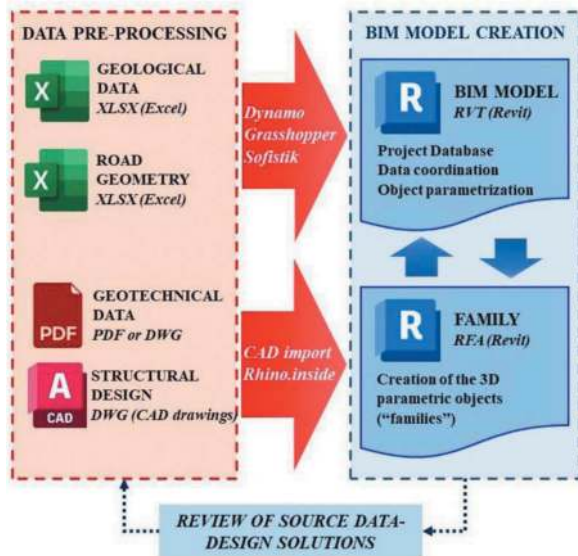 DATA PRE-PROCESSING
X
GEOLOGICAL
DATA
XLSX (Excel)
X
ROAD
GEOMETRY
XLSX (Excel)
PDF
GEOTECHNICAL
DATA
PDF or DWG
A
CAD
STRUCTURAL
DESIGN
DWG (CAD drawings)
Dynamo
Grasshopper
Sofistik
CAD import
Rhino.inside
BIM MODEL CREATION
R
BIM MODEL
RVT (Revit)
Project Database
Data coordination
Object parametrization
R
FAMILY
RFA (Revit)
Creation of the 3D
parametric objects
(“families”)
REVIEW OF SOURCE DATA-
DESIGN SOLUTIONS